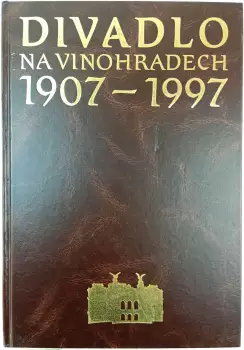 DIVADLO
NA VINOHRADECH
1907 – 1997